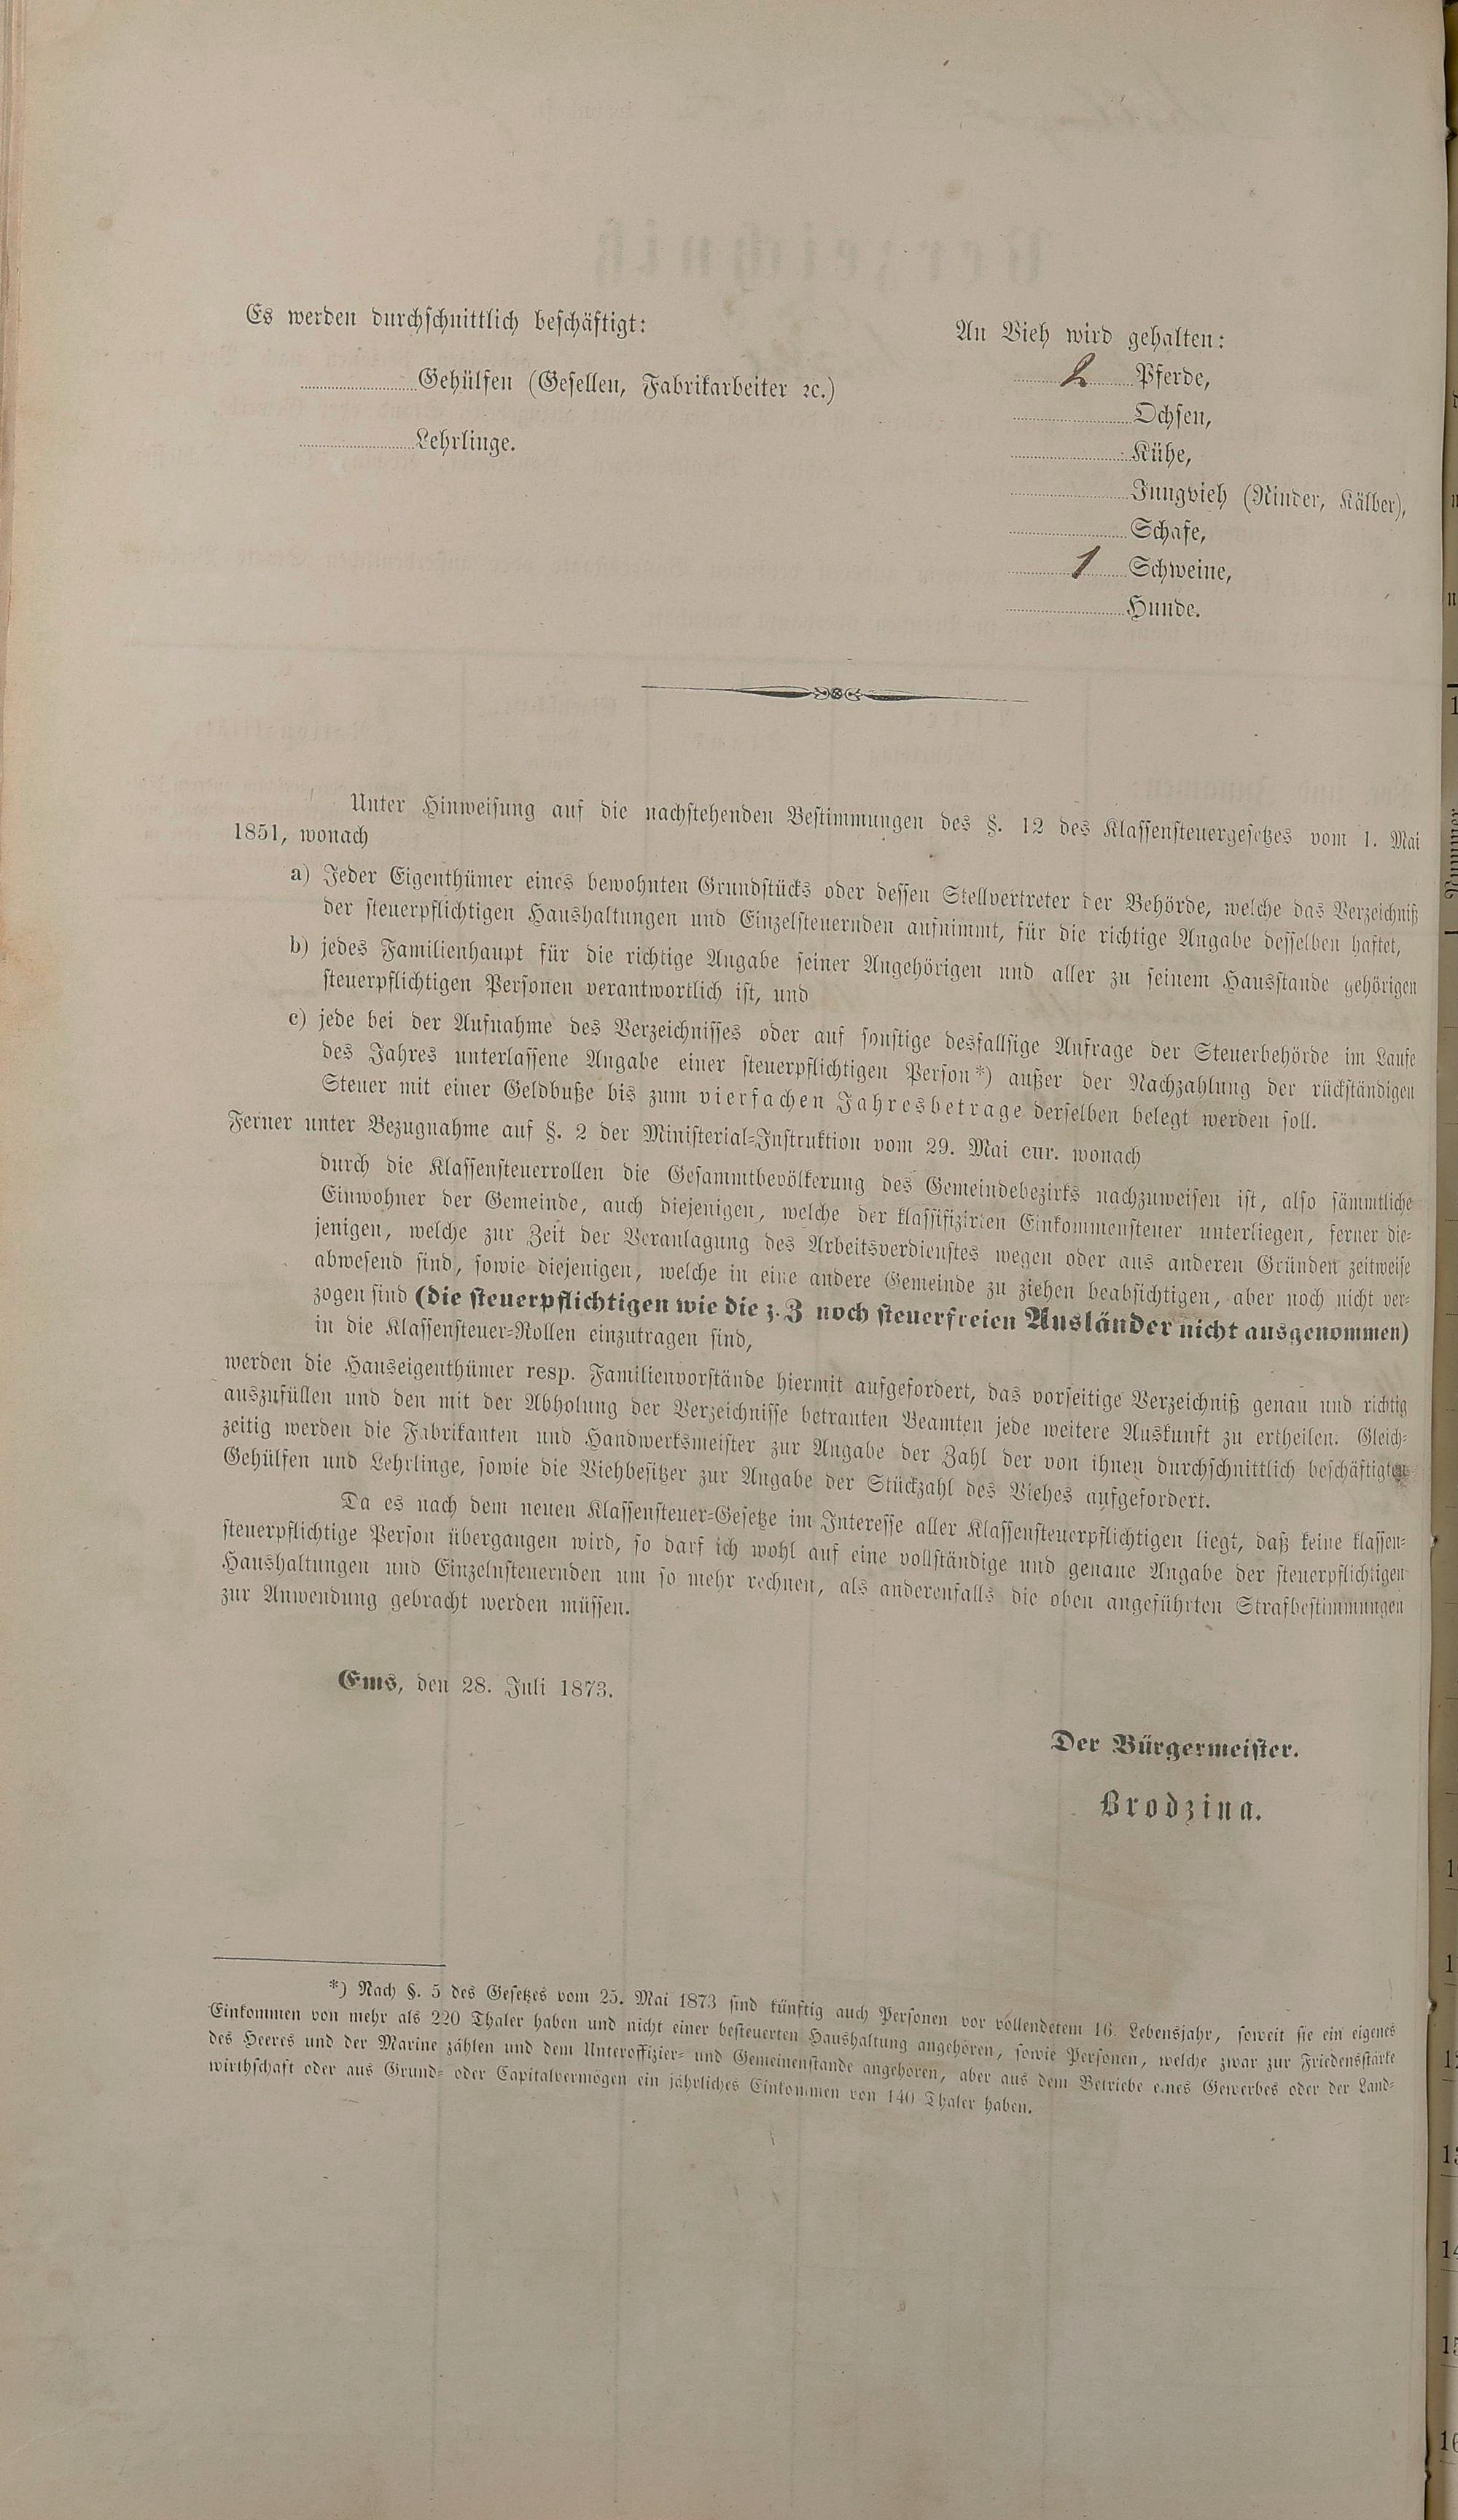 Es werden durchschnittlich beschäftigt:
Gehülfen (Gesellen, Fabrikarbeiter ꝛc.)
Lehrlinge.
An Vieh wird gehalten:
2 Pferde,
Ochsen,
Kühe,
Jungvieh (Rinder, Kälber),
Schafe,
1 Schweine,
Hunde.
Unter Hinweisung auf die nachstehenden Bestimmungen des §. 12 des Klassensteuergesetzes vom 1. Mai
1851, wonach
a) Jeder Eigenthümer eines bewohnten Grundstücks oder dessen Stellvertreter der Behörde, welche das Verzeichniß
der steuerpflichtigen Haushaltungen und Einzelsteuernden aufnimmt, für die richtige Angabe desselben haftet,
b) jedes Familienhaupt für die richtige Angabe seiner Angehörigen und aller zu seinem Hausstande gehörigen
steuerpflichtigen Personen verantwortlich ist, und
c) jede bei der Aufnahme des Verzeichnisses oder auf sonstige desfallsige Anfrage der Steuerbehörde im Laufe
des Jahres unterlassene Angabe einer steuerpflichtigen Person*) außer der Nachzahlung der rückständigen
Steuer mit einer Geldbuße bis zum vierfachen Jahresbetrage derselben belegt werden soll.
Ferner unter Bezugnahme auf §. 2 der Ministerial-Instruktion vom 29. Mai cur. wonach
durch die Klassensteuerrollen die Gesammtbevölkerung des Gemeindebezirks nachzuweisen ist, also sämmtliche
Einwohner der Gemeinde, auch diejenigen, welche der klassifizirten Einkommensteuer unterliegen, ferner die-
jenigen, welche zur Zeit der Veranlagung des Arbeitsverdienstes wegen oder aus anderen Gründen zeitweise
abwesend sind, sowie diejenigen, welche in eine andere Gemeinde zu ziehen beabsichtigen, aber noch nicht ver-
zogen sind (die steuerpflichtigen wie die z. Z noch steuerfreien Ausländer nicht ausgenommen)
in die Klassensteuer-Rollen einzutragen sind,
werden die Hauseigenthümer resp. Familienvorstände hiermit aufgefordert, das vorseitige Verzeichniß genau und richtig
auszufüllen und den mit der Abholung der Verzeichnisse betrauten Beamten jede weitere Auskunft zu ertheilen. Gleich-
zeitig werden die Fabrikanten und Handwerksmeister zur Angabe der Zahl der von ihnen durchschnittlich beschäftigten
Gehülfen und Lehrlinge, sowie die Viehbesitzer zur Angabe der Stückzahl des Viehes aufgefordert.
Da es nach dem neuen Klassensteuer-Gesetze im Interesse aller Klassensteuerpflichtigen liegt, daß keine klassen-
steuerpflichtige Person übergangen wird, so darf ich wohl auf eine vollständige und genaue Angabe der steuerpflichtigen
Haushaltungen und Einzelnsteuernden um so mehr rechnen, als anderenfalls die oben angeführten Strafbestimmungen
zur Anwendung gebracht werden müssen.
Ems, den 28. Juli 1873.
Der Bürgermeister.
Brodzina.
*) Nach §. 5 des Gesetzes vom 25. Mai 1873 sind künftig auch Personen vor vollendetem 16. Lebensjahr, soweit sie ein eigenes
Einkommen von mehr als 220 Thaler haben und nicht einer besteuerten Haushaltung angehören, sowie Personen, welche zwar zur Friedensstärke
des Heeres und der Marine zählen und dem Unteroffizier- und Gemeinenstande angehören, aber aus dem Betriebe eines Gewerbes oder der Land-
wirthschaft oder aus Grund- oder Capitalvermögen ein jährliches Einkommen von 140 Thaler haben.